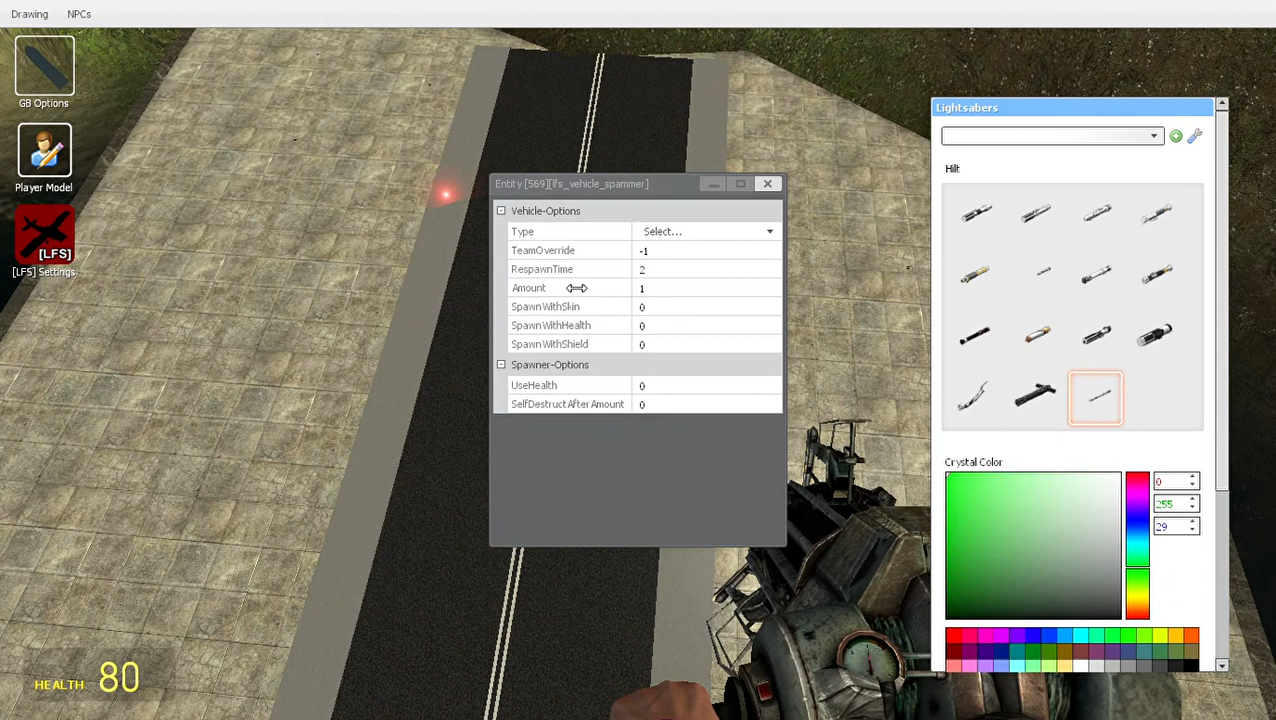 Drawing NPCs
GB Options
Player Model
[LFS]
[LFS] Settings
Entity [569][lfs_vehicle_spammer]
Vehicle-Options
Type Select...
TeamOverride -1
RespawnTime 2
Amount 1
SpawnWithSkin 0
SpawnWithHealth 0
SpawnWithShield 0
Spawner-Options
UseHealth 0
SelfDestructAfterAmount 0
Lightsabers
Hilt
Crystal Color
0
255
29
HEALTH 80